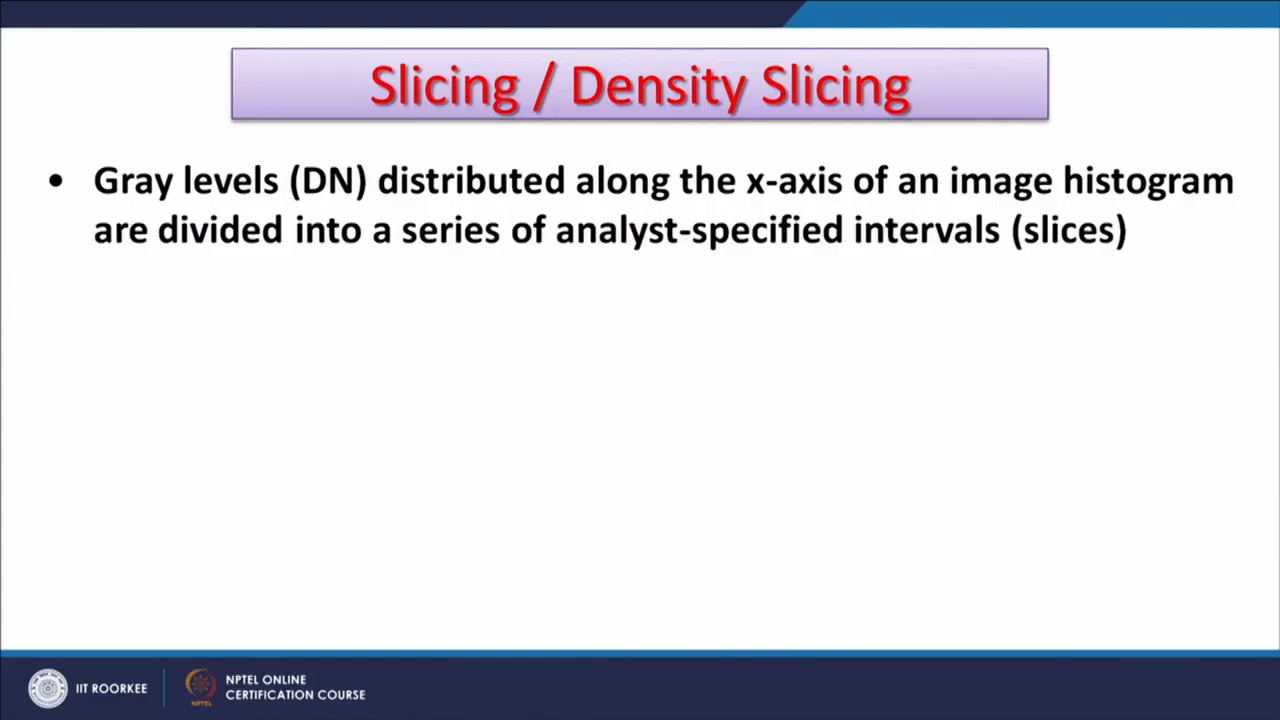 Slicing / Density Slicing
• Gray levels (DN) distributed along the x-axis of an image histogram
are divided into a series of analyst-specified intervals (slices)
IIT ROORKEE
NPTEL ONLINE
CERTIFICATION COURSE
NPTEL